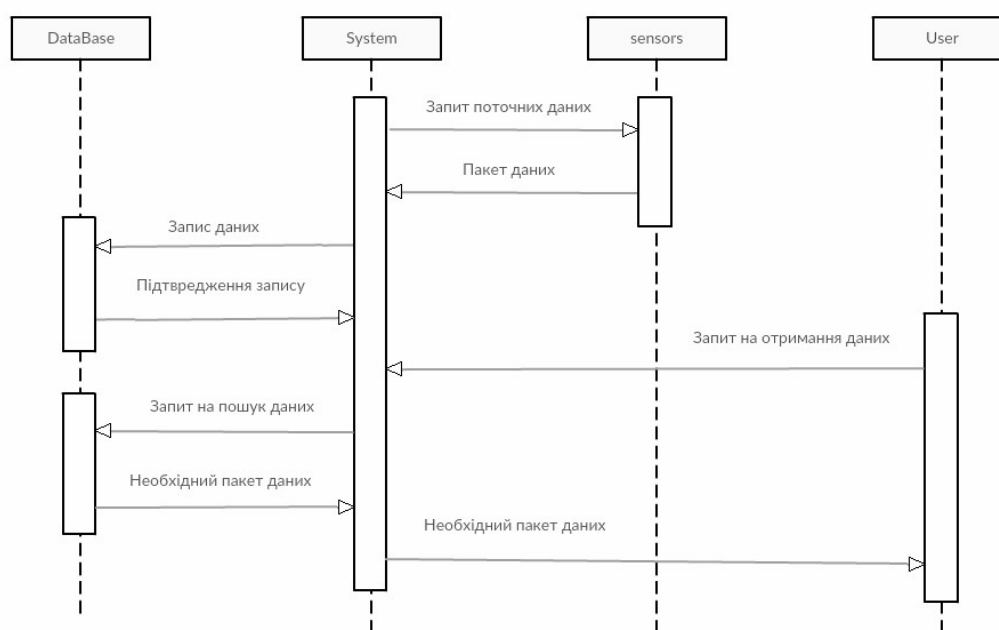 DataBase
System
sensors
User
Запит поточних даних
Пакет даних
Запис даних
Підтвредження запису
Запит на отримання даних
Запит на пошук даних
Необхідний пакет даних
Необхідний пакет даних